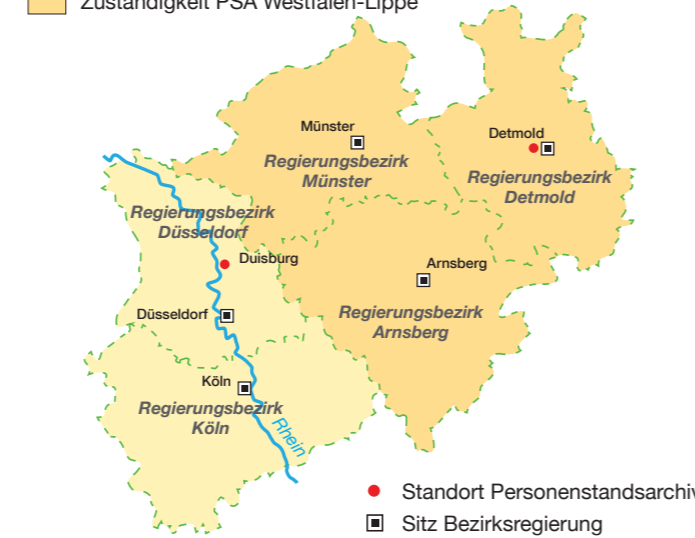 Zuständigkeit PSA Westfalen-Lippe
Münster
Regierungsbezirk
Münster
Detmold
Regierungsbezirk
Detmold
Regierungsbezirk
Düsseldorf
Duisburg
Arnsberg
Düsseldorf
Regierungsbezirk
Arnsberg
Köln
Regierungsbezirk
Köln
Rhein
Standort Personenstandsarchiv
Sitz Bezirksregierung